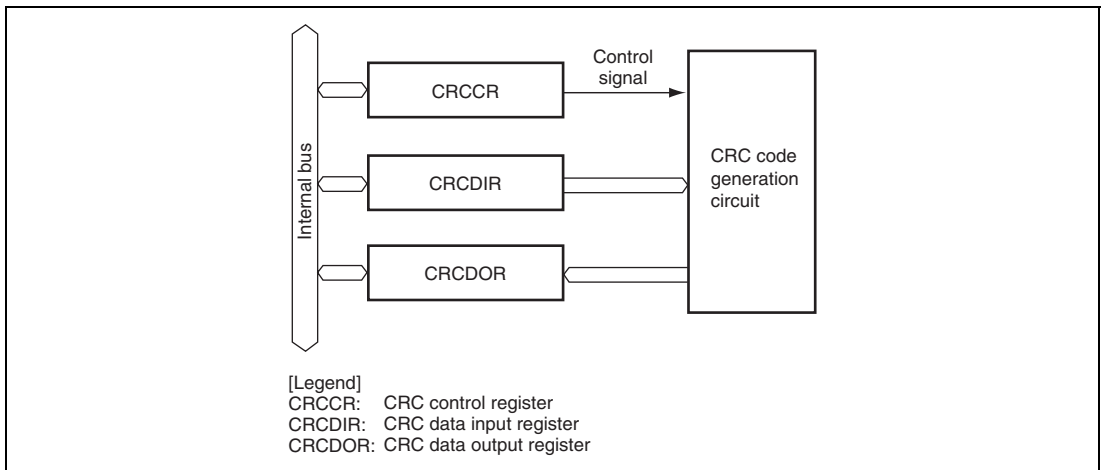 Control
signal
CRCCR
Internal bus
CRCDIR
CRC code
generation
circuit
CRCDOR
[Legend]
CRCCR: CRC control register
CRCDIR: CRC data input register
CRCDOR: CRC data output register